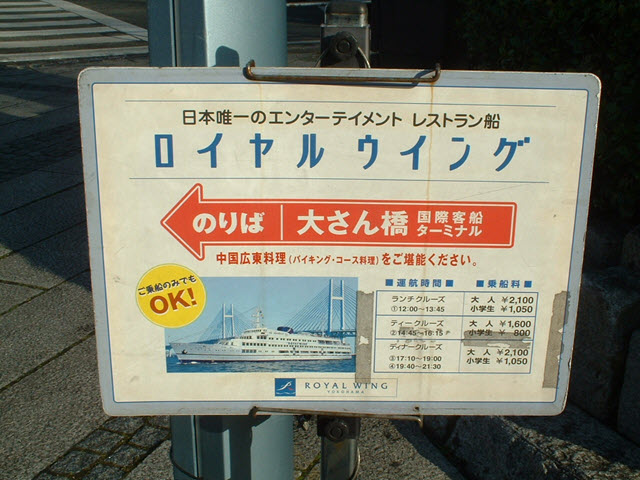 日本唯一のエンターテイメント レストラン船
ロイヤルウイング
のりば 大さん橋 国際客船ターミナル
中国広東料理(バイキング・コース料理)をご堪能ください。
ご乗船のみでも
OK!
■運航時間■ ■乗船料■
ランチクルーズ 大人 ¥2,100
①12:00~13:45 小学生 ¥1,050
ティークルーズ 大人 ¥1,600
②14:45~16:15 小学生 ¥ 800
ディナークルーズ
③17:10~19:00 大人 ¥2,100
④19:40~21:30 小学生 ¥1,050
ROYAL WING
YOKOHAMA